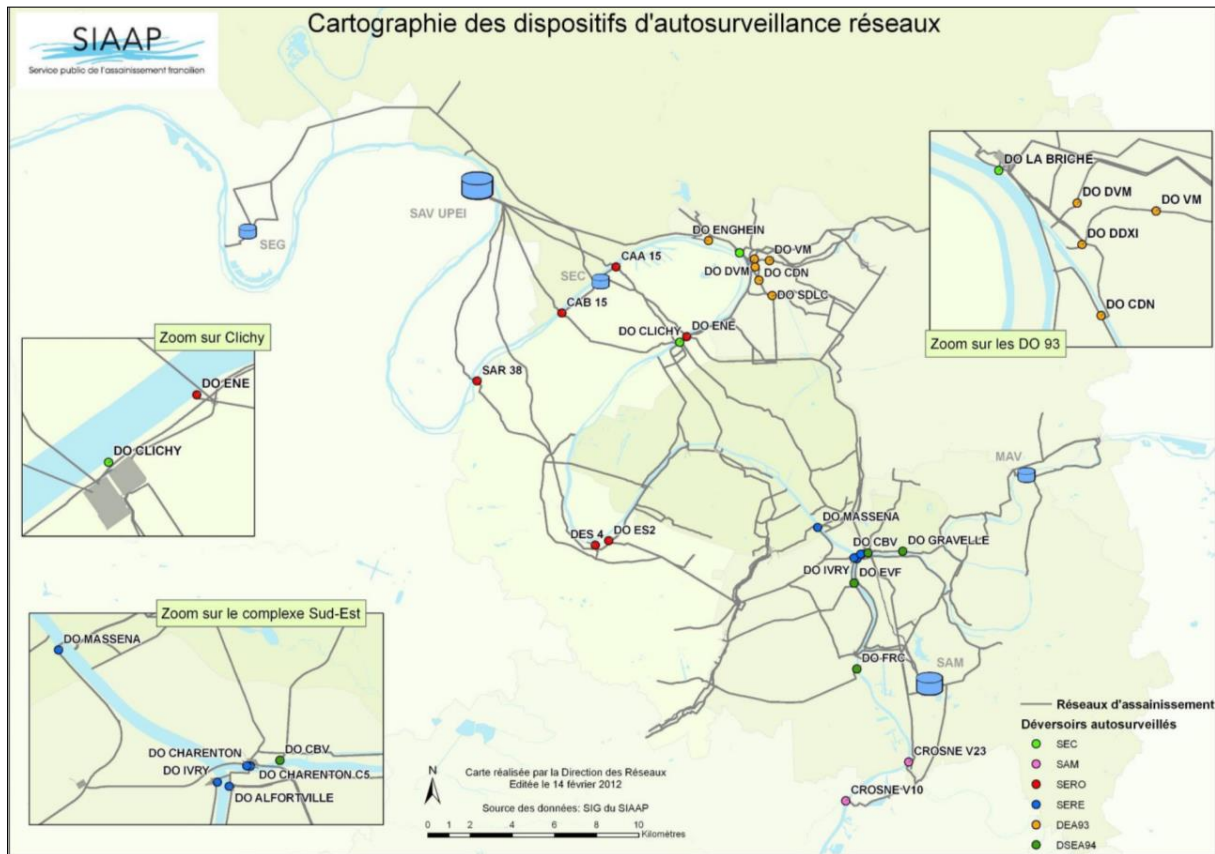 Cartographie des dispositifs d'autosurveillance réseaux
SIAAP
Service public de l'assainissement francilien
SAV UPEI
SEG
SEC
CAA 15
CAB 15
SAR 38
DO ENGHEIN
DO VM
DO DVM
DO CDN
DO SDLC
DO CLICHY
DO ENE
DES 4
DO ES2
DO MASSENA
DO CBV
DO GRAVELLE
DO IVRY
DO EVF
DO FRC
MAV
SAM
CROSNE V23
CROSNE V10
DO LA BRICHE
DO DVM
DO VM
DO DDXI
DO CDN
Zoom sur les DO 93
Zoom sur Clichy
DO ENE
DO CLICHY
Zoom sur le complexe Sud-Est
DO MASSENA
DO CHARENTON
DO CBV
DO IVRY
DO CHARENTON C5
DO ALFORTVILLE
N
Carte réalisée par la Direction des Réseaux
Editée le 14 février 2012
Source des données: SIG du SIAAP
0 1 2 4 6 8 10
Kilomètres
Réseaux d'assainissement
Déversoirs autosurveillés
SEC
SAM
SERO
SERE
DEA93
DSEA94